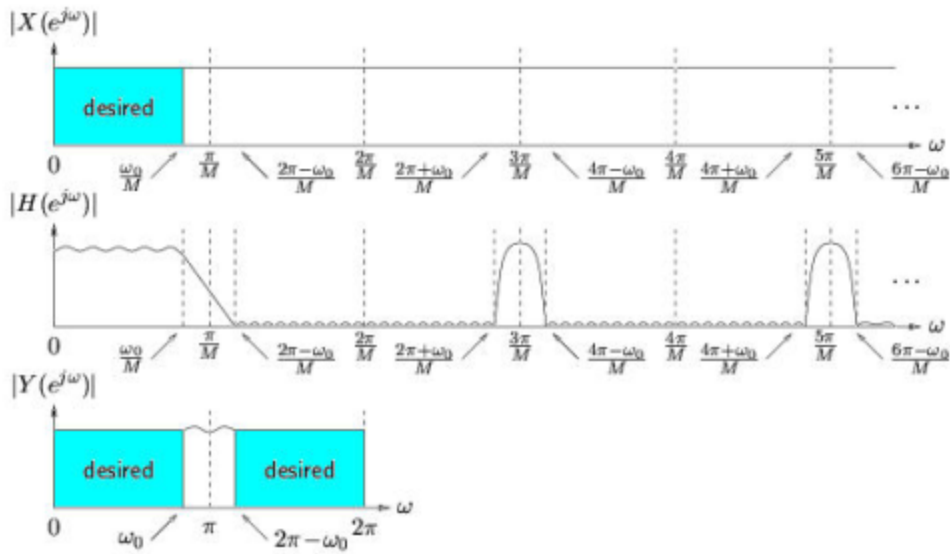 |X(e^{jω})|
desired
...
0 ω₀/M π/M 2π−ω₀/M 2π/M 2π+ω₀/M 3π/M 4π−ω₀/M 4π/M 4π+ω₀/M 5π/M 6π−ω₀/M ω
|H(e^{jω})|
...
0 ω₀/M π/M 2π−ω₀/M 2π/M 2π+ω₀/M 3π/M 4π−ω₀/M 4π/M 4π+ω₀/M 5π/M 6π−ω₀/M ω
|Y(e^{jω})|
desired desired
0 ω₀ π 2π−ω₀ 2π ω